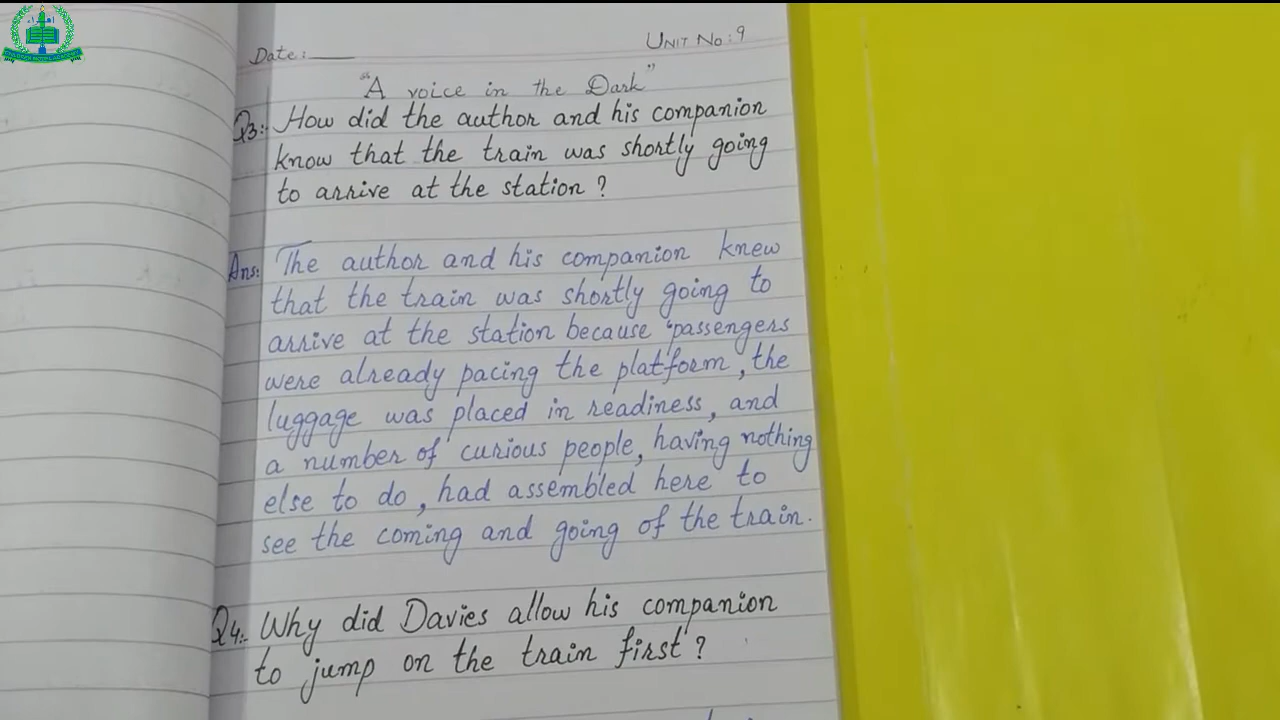 Date:___
UNIT No:9
"A voice in the Dark"
Q3:- How did the author and his companion
know that the train was shortly going
to arrive at the station?
Ans: The author and his companion knew
that the train was shortly going to
arrive at the station because passengers
were already pacing the platform, the
luggage was placed in readiness, and
a number of curious people, having nothing
else to do, had assembled here to
see the coming and going of the train.
Q4:- Why did Davies allow his companion
to jump on the train first?